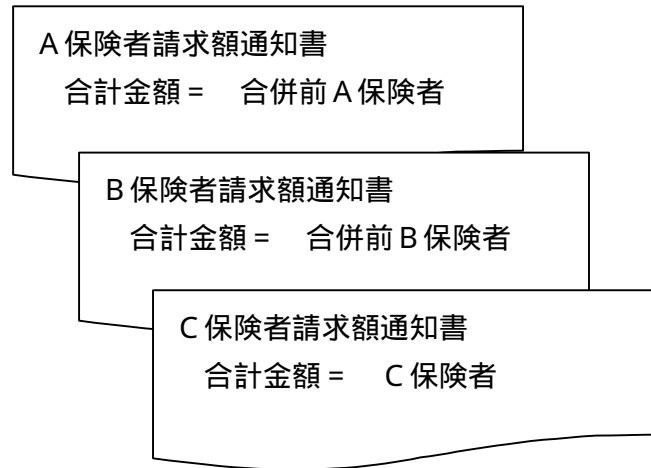 A保険者請求額通知書
合計金額 =　合併前A保険者
B保険者請求額通知書
合計金額 =　合併前B保険者
C保険者請求額通知書
合計金額 =　C保険者